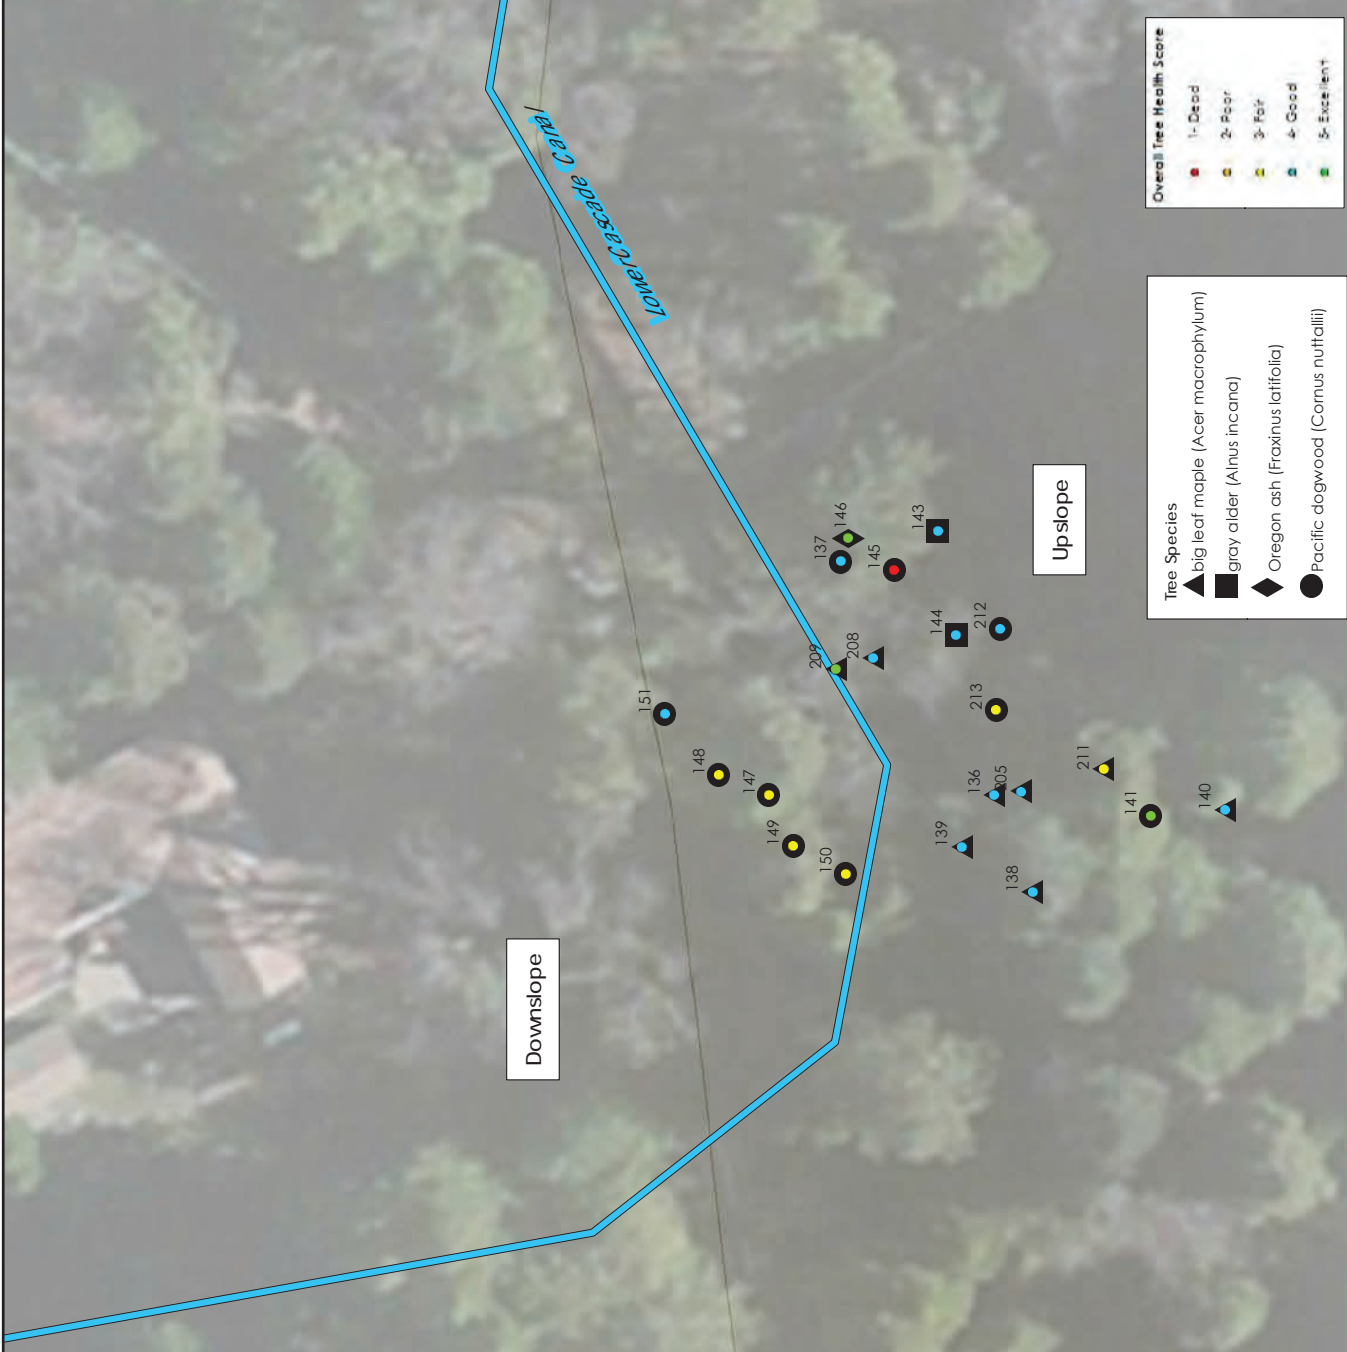 Lower Cascade Canal
Downslope
Upslope
151
148
147
149
150
209
208
137
146
145
143
144
212
213
136
205
139
138
211
141
140
Overall Tree Health Score
1- Dead
2- Poor
3- Fair
4- Good
5- Excellent
Tree Species
big leaf maple (Acer macrophylum)
gray alder (Alnus incana)
Oregon ash (Fraxinus latifolia)
Pacific dogwood (Cornus nuttallii)